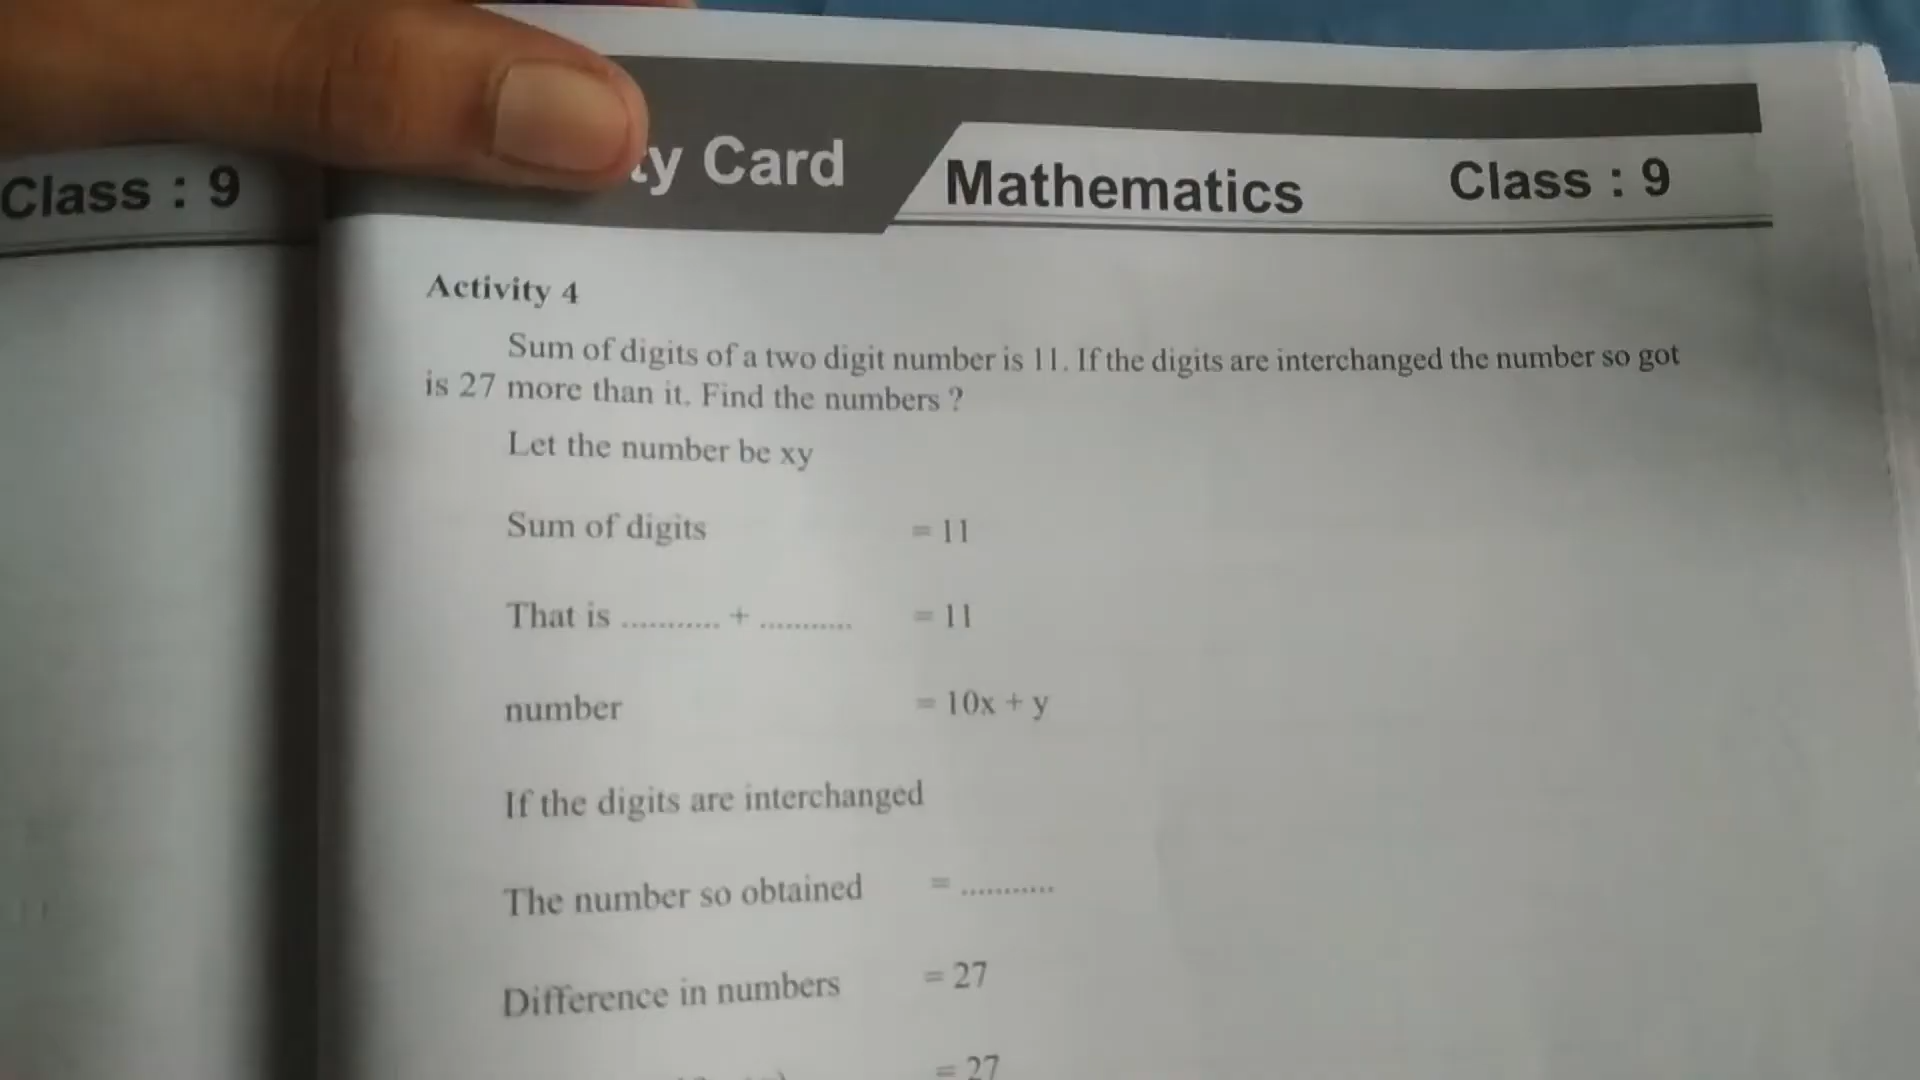 Class : 9
Card
Mathematics
Class : 9
Activity 4
Sum of digits of a two digit number is 11. If the digits are interchanged the number so got
is 27 more than it. Find the numbers ?
Let the number be xy
Sum of digits = 11
That is ........... + ........... = 11
number = 10x + y
If the digits are interchanged
The number so obtained = ...........
Difference in numbers = 27
= 27